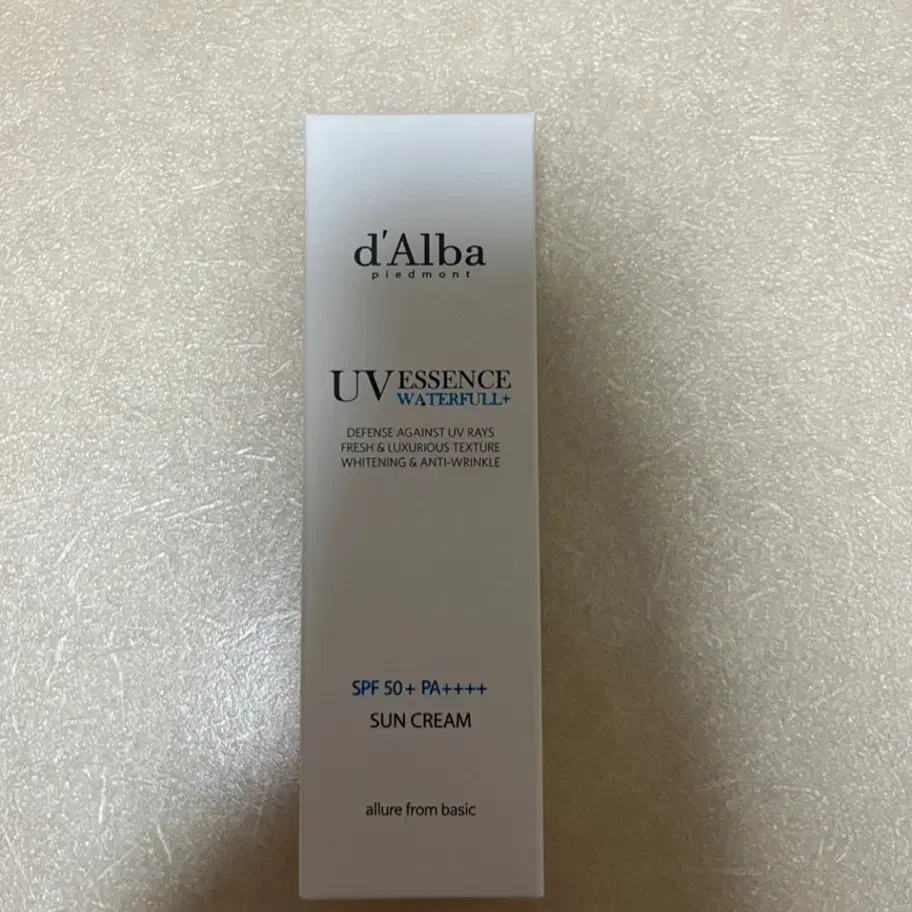 d'Alba
piedmont
UV ESSENCE
WATERFULL+
DEFENSE AGAINST UV RAYS
FRESH & LUXURIOUS TEXTURE
WHITENING & ANTI-WRINKLE
SPF 50+ PA++++
SUN CREAM
allure from basic